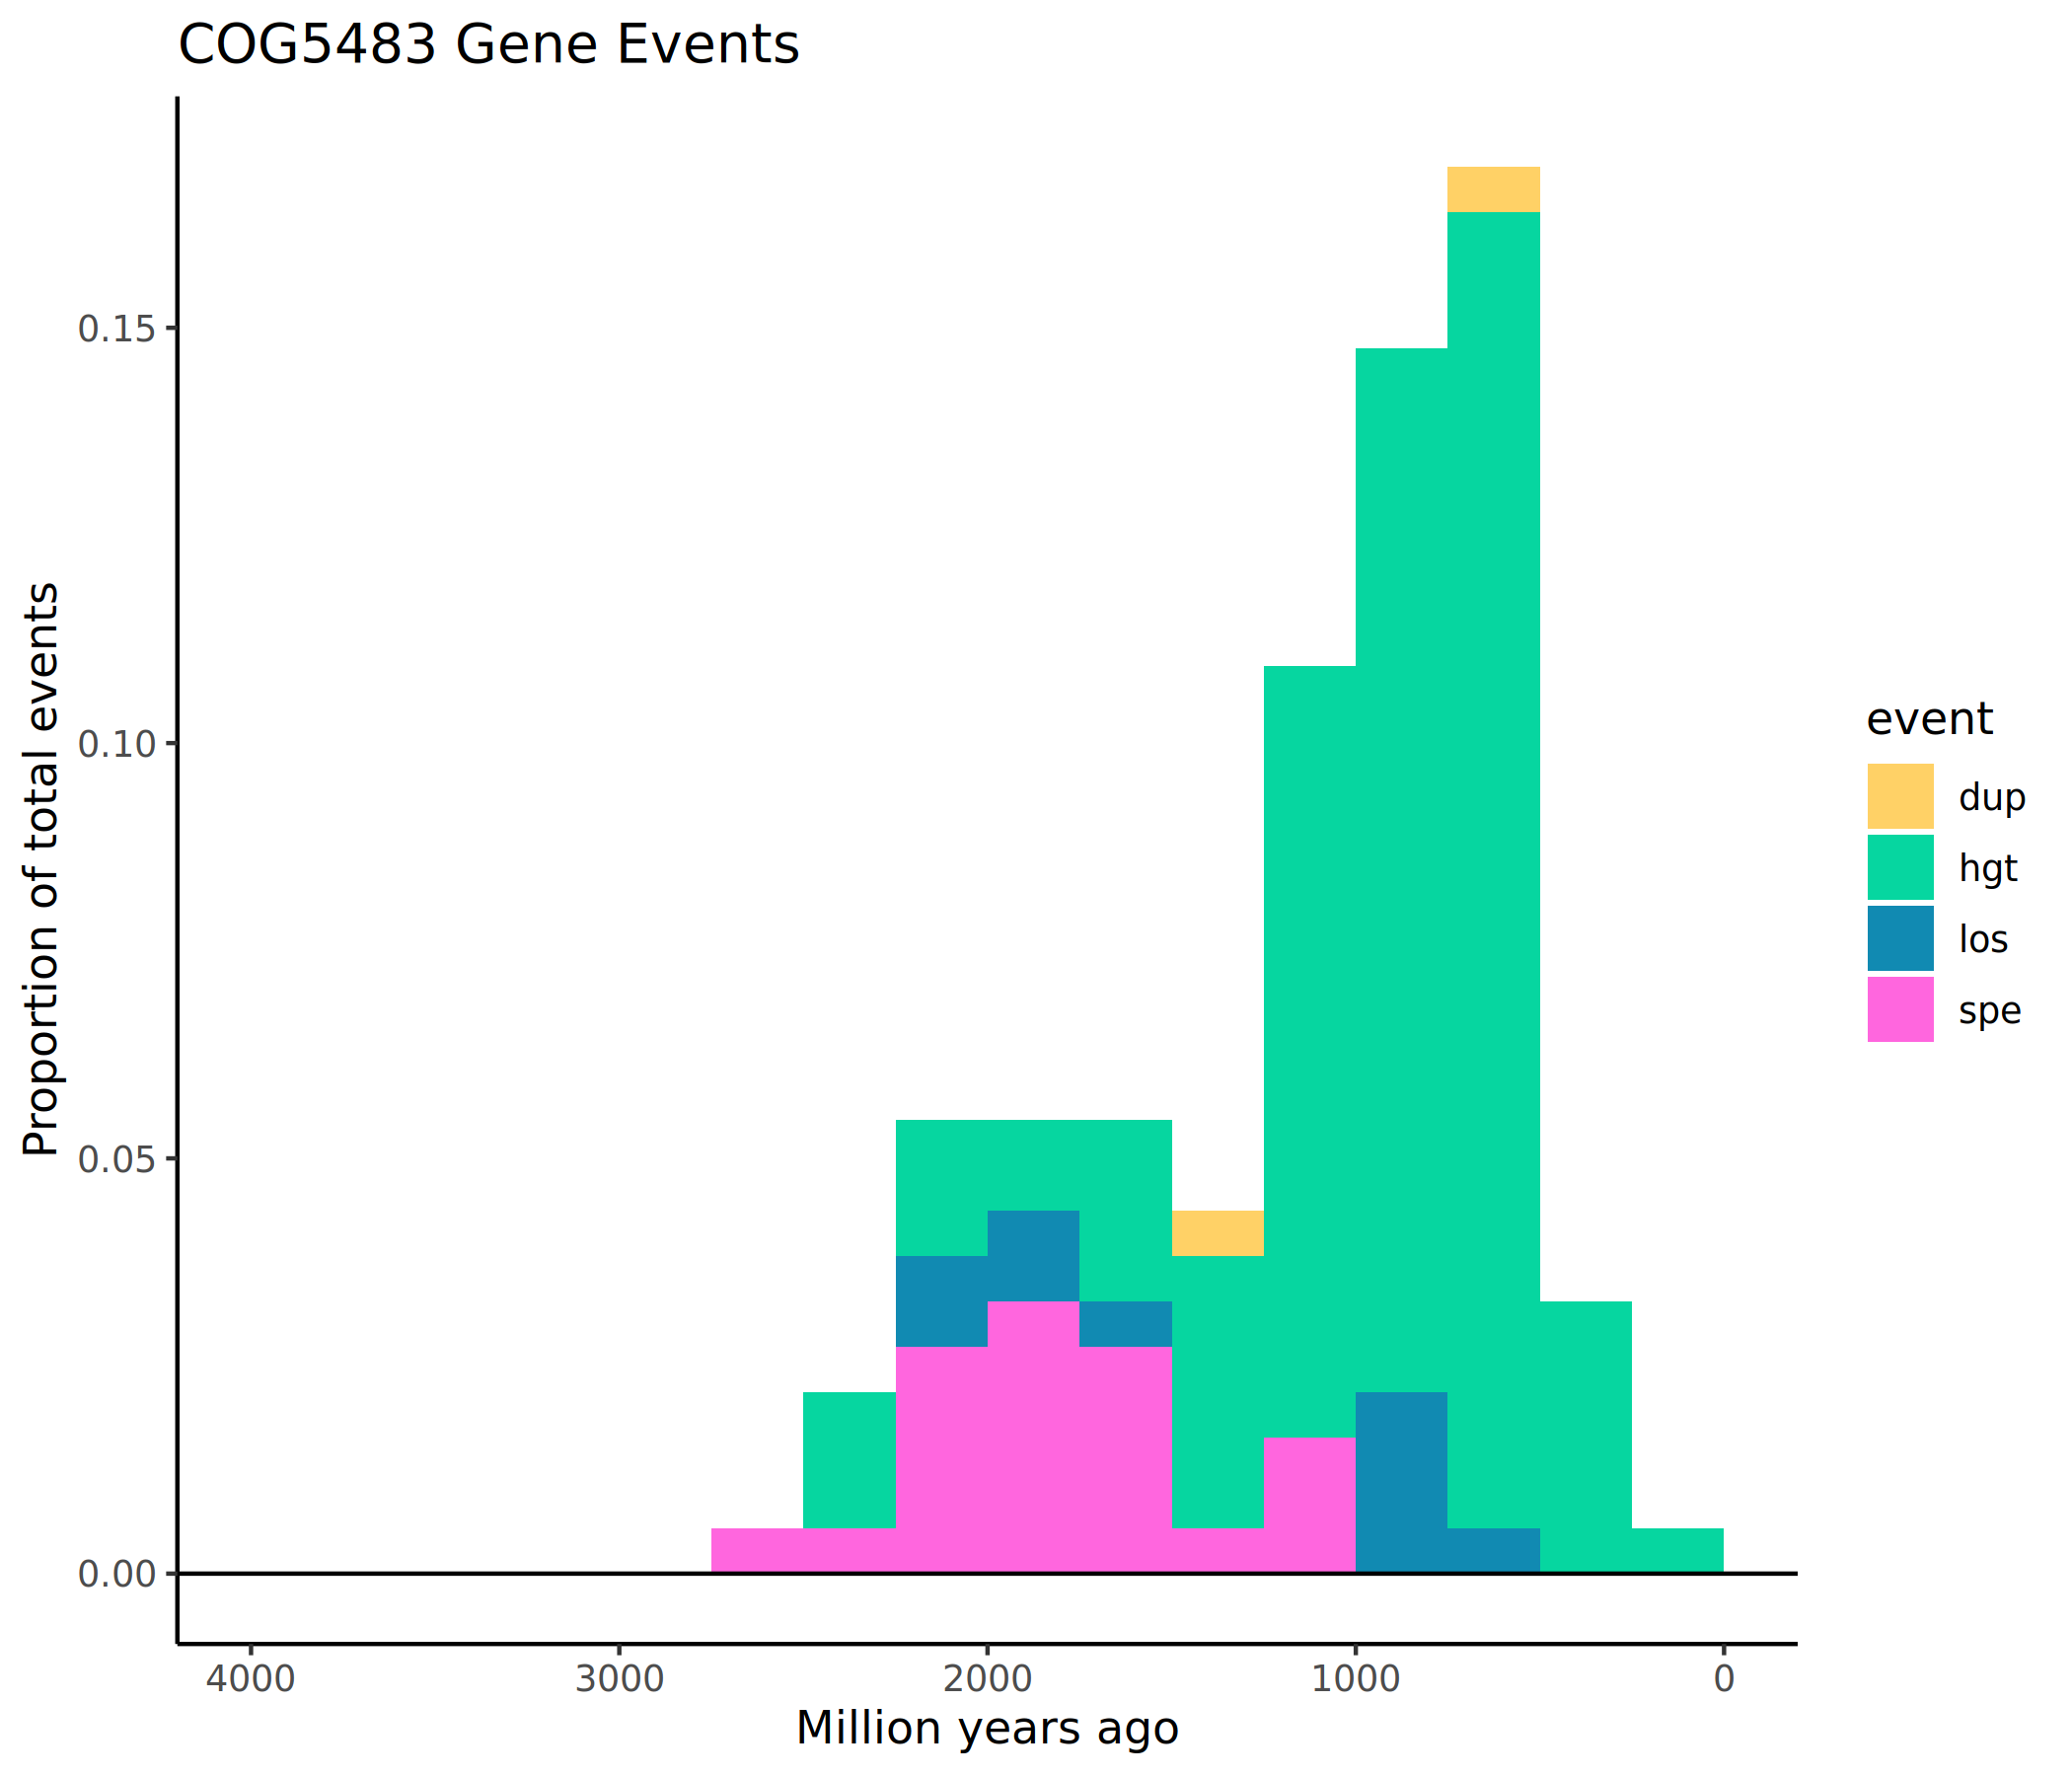 COG5483 Gene Events
Proportion of total events
0.15
0.10
0.05
0.00
4000 3000 2000 1000 0
Million years ago
event
dup
hgt
los
spe